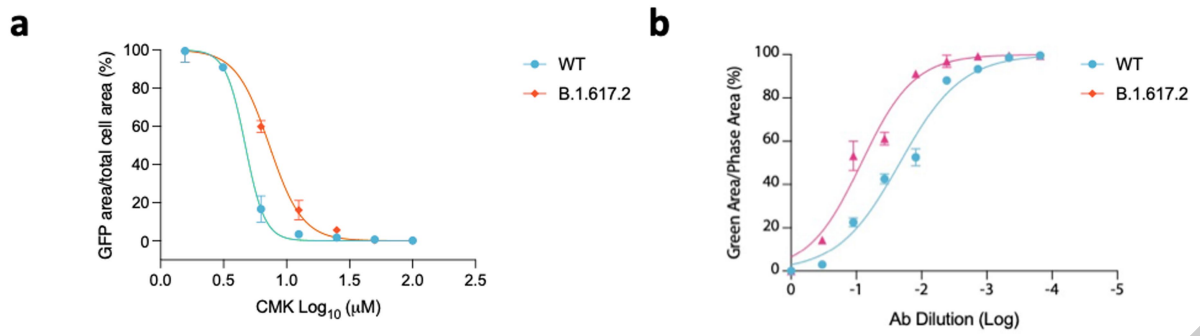 a
GFP area/total cell area (%)
100
80
60
40
20
0
0.0 0.5 1.0 1.5 2.0 2.5
CMK Log10 (μM)
WT
B.1.617.2
b
Green Area/Phase Area (%)
100
80
60
40
20
0
0 -1 -2 -3 -4 -5
Ab Dilution (Log)
WT
B.1.617.2